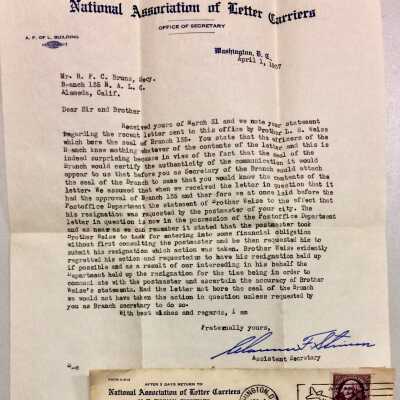 National Association of Letter Carriers
OFFICE OF SECRETARY
A. F. OF L. BUILDING
Washington, D. C.
April 1, 1937
Mr. R. F. C. Bruns, Secy.
Branch 135 N. A. L. C.
Alameda, Calif.
Dear Sir and Brother
Received yours of March 21 and we note your statement
regarding the recent letter sent to this office by Brother L. S. Weise
which bore the seal of Branch 135. You state that the officers of the
Branch know nothing whatever of the contents of the letter and this is
indeed surprising because in view of the fact that the seal of the
Branch would certify the authenticity of the communication it would
appear to us that before you as Secretary of the Branch would attach
the seal of the Branch to same that you would know the contents of the
letter. We assumed that when we received the letter in question that it
had the approval of Branch 135 and therfore we at once laid before the
Postoffice Department the statement of Brother Weise to the effect that
his resignation was requested by the postmaster of your city. The
letter in question is now in the possession of the Postoffice Department
and as near as we can remember it stated that the postmaster took
Brother Weise to task for entering into some financial obligation
without first consulting the postmaster and he then requested him to
submit his resignation which action was taken. Brother Weise evidently
regretted his action and requested us to have his resignation held up
if possible and as a result of our interceding in his behalf the
Department held up the resignation for the time being in order to
communicate with the postmaster and ascertain the accuracy of Brother
Weise's statements. Had the letter not bore the seal of the Branch
we would not have taken the action in question unless requested by
you as Branch secretary to do so.
With best wishes and regards, I am
Fraternally yours,
Assistant Secretary
AFTER 5 DAYS RETURN TO
National Association of Letter Carriers